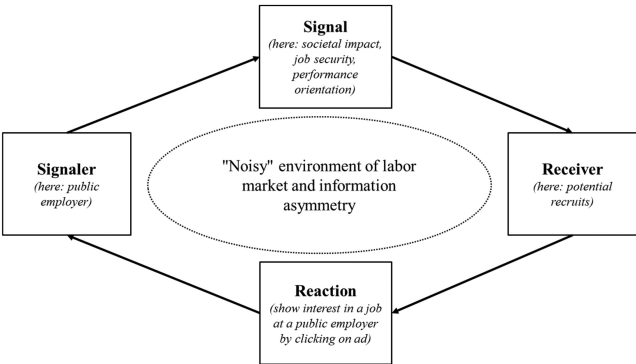 Signal
(here: societal impact,
job security,
performance
orientation)
Signaler
(here: public
employer)
"Noisy" environment of labor
market and information
asymmetry
Receiver
(here: potential
recruits)
Reaction
(show interest in a job
at a public employer
by clicking on ad)